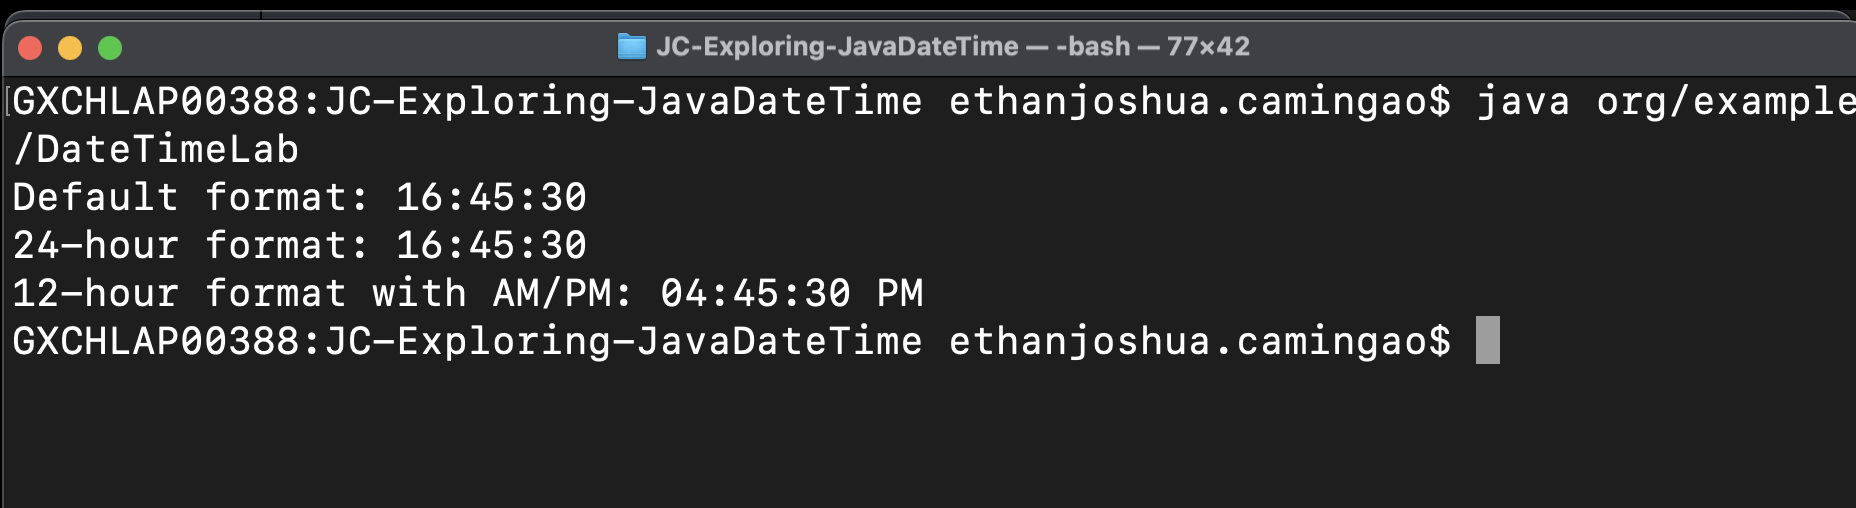 JC-Exploring-JavaDateTime — -bash — 77×42
[GXCHLAP00388:JC-Exploring-JavaDateTime ethanjoshua.camingao$ java org/example
/DateTimeLab
Default format: 16:45:30
24-hour format: 16:45:30
12-hour format with AM/PM: 04:45:30 PM
GXCHLAP00388:JC-Exploring-JavaDateTime ethanjoshua.camingao$